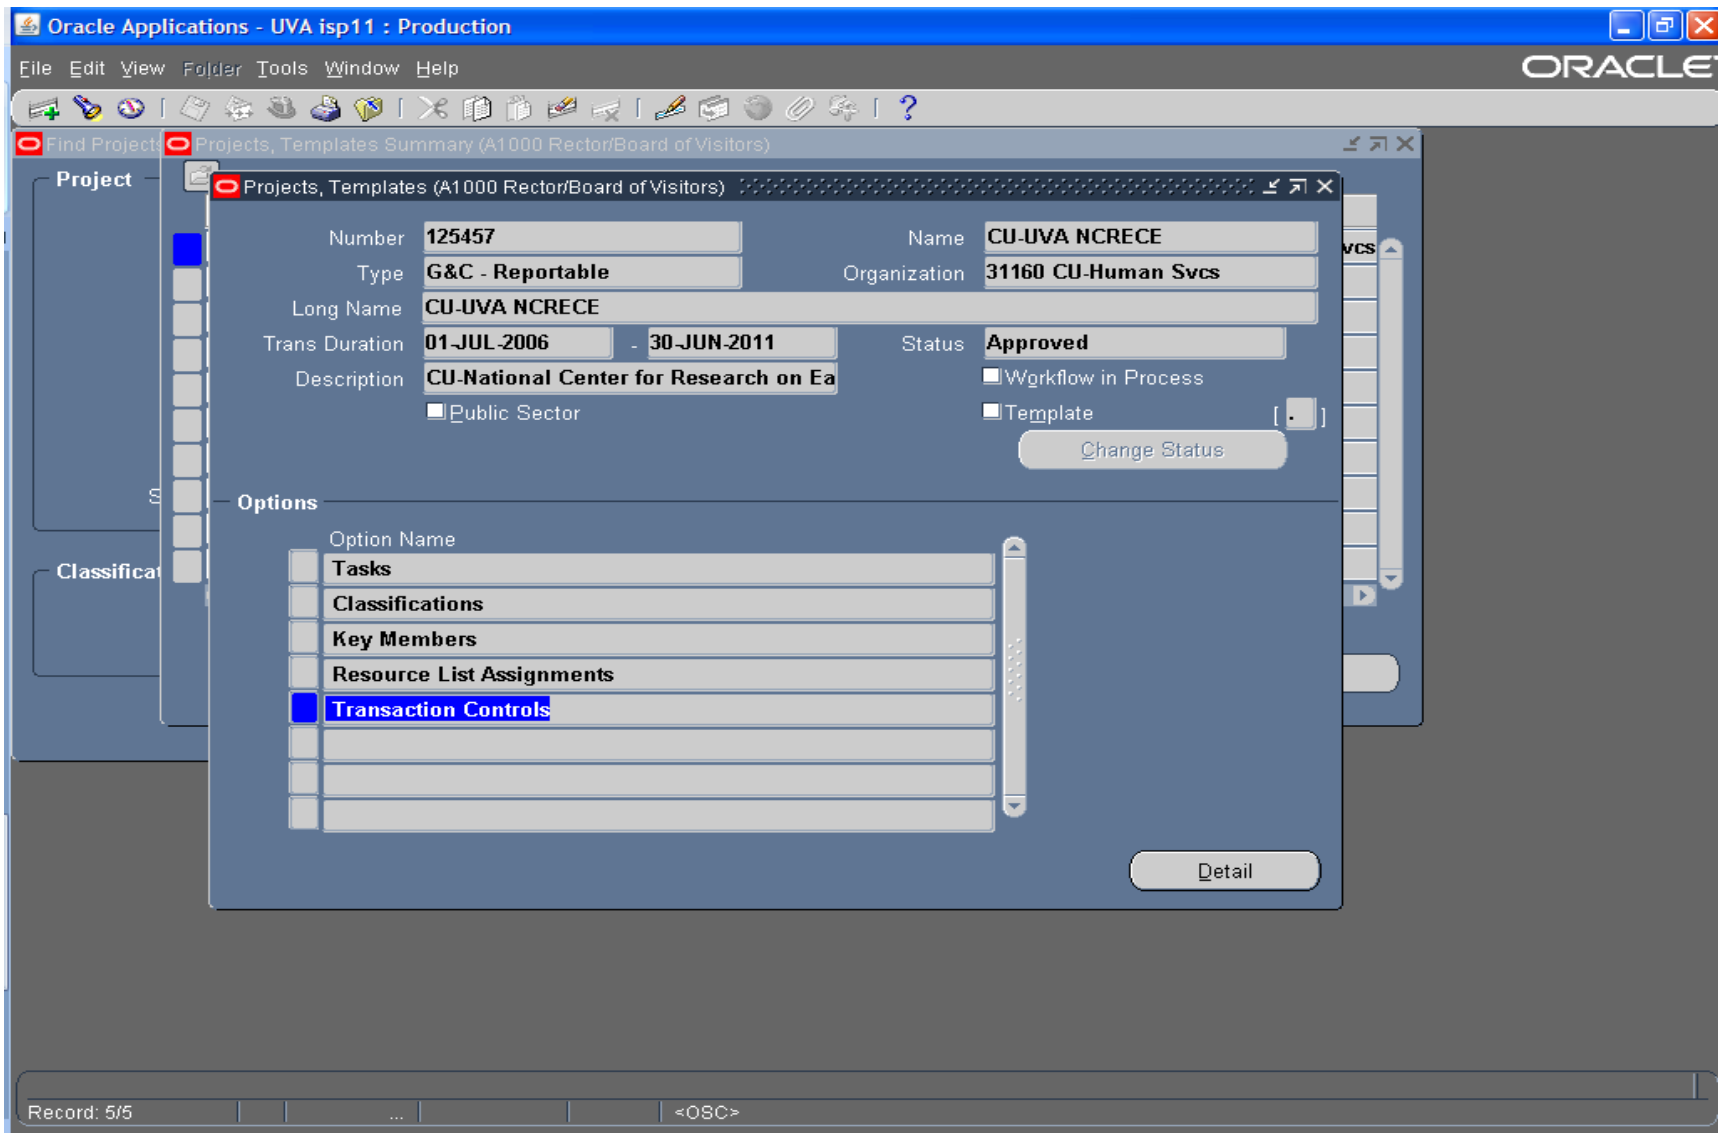 Oracle Applications - UVA isp11 : Production
File Edit View Folder Tools Window Help
ORACLE
Find Projects
Projects, Templates Summary (A1000 Rector/Board of Visitors)
Project
Projects, Templates (A1000 Rector/Board of Visitors)
Number 125457 Name CU-UVA NCRECE
Svcs
Type G&C - Reportable Organization 31160 CU-Human Svcs
Long Name CU-UVA NCRECE
Trans Duration 01-JUL-2006 - 30-JUN-2011 Status Approved
Description CU-National Center for Research on Ea Workflow in Process
Public Sector Template [ . ]
Change Status
S
Options
Option Name
Tasks
Classificat
Classifications
Key Members
Resource List Assignments
Transaction Controls
Detail
Record: 5/5 ... <OSC>